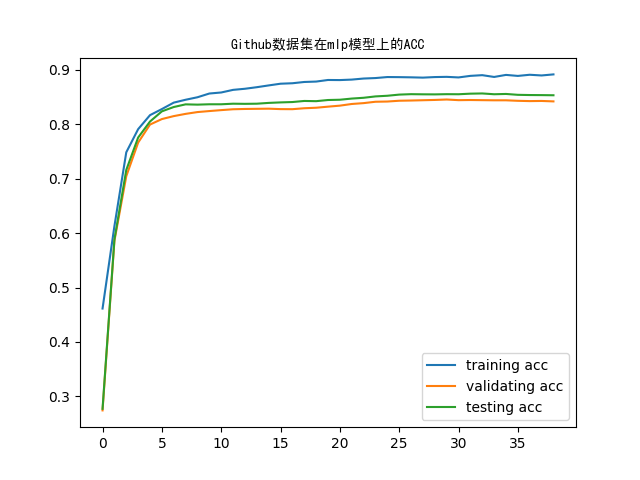 Github数据集在mlp模型上的ACC
0.9
0.8
0.7
0.6
0.5
0.4
0.3
training acc
validating acc
testing acc
0 5 10 15 20 25 30 35